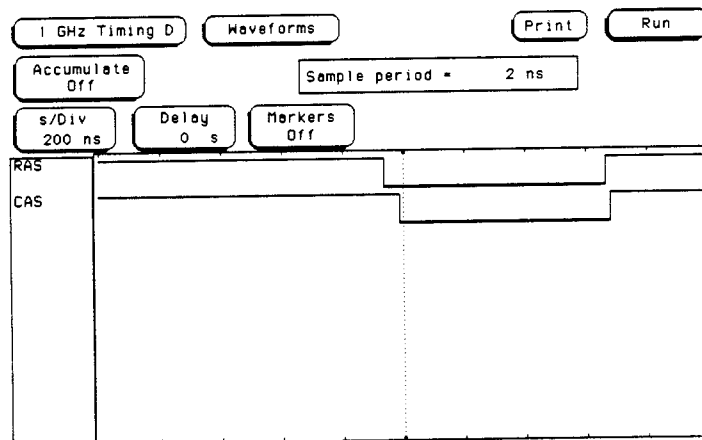 1 GHz Timing D
Waveforms
Print
Run
Accumulate
Off
Sample period = 2 ns
s/Div
200 ns
Delay
0 s
Markers
Off
RAS
CAS